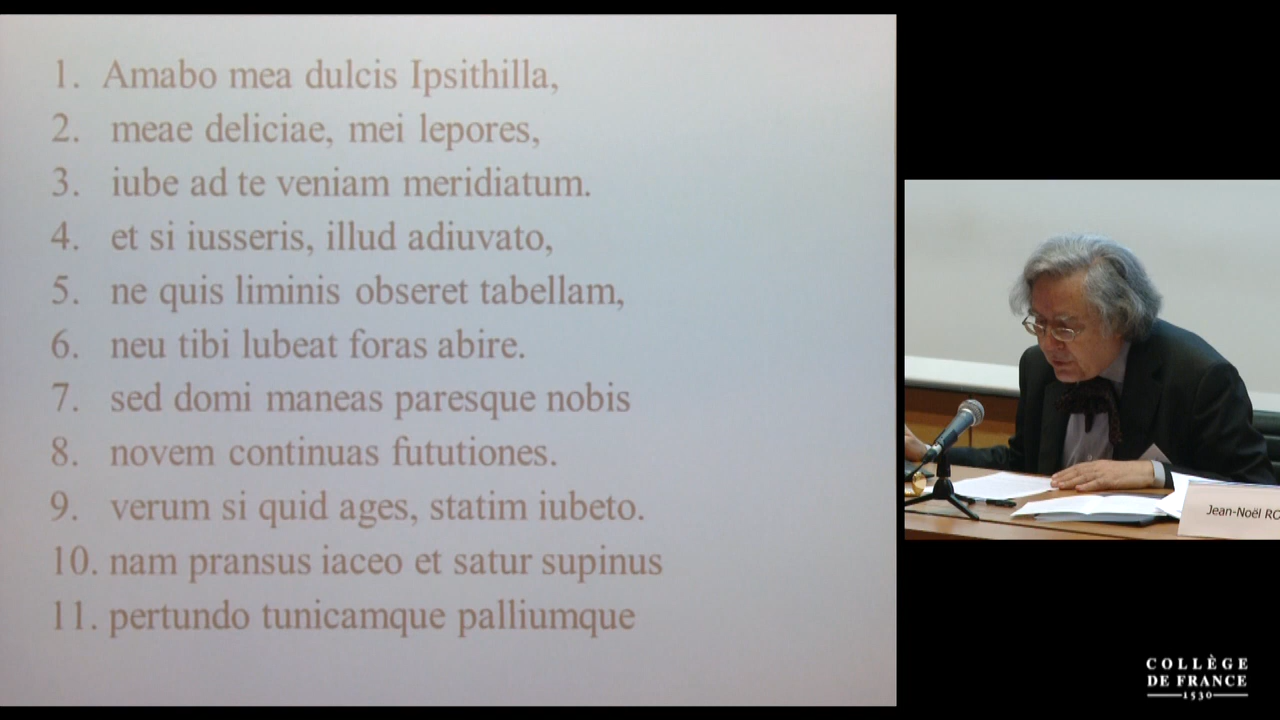 1. Amabo mea dulcis Ipsithilla,
2. meae deliciae, mei lepores,
3. iube ad te veniam meridiatum.
4. et si iusseris, illud adiuvato,
5. ne quis liminis obseret tabellam,
6. neu tibi lubeat foras abire.
7. sed domi maneas paresque nobis
8. novem continuas fututiones.
9. verum si quid ages, statim iubeto.
10. nam pransus iaceo et satur supinus
11. pertundo tunicamque palliumque
Jean-Noël RO
COLLÈGE
DE FRANCE
1530